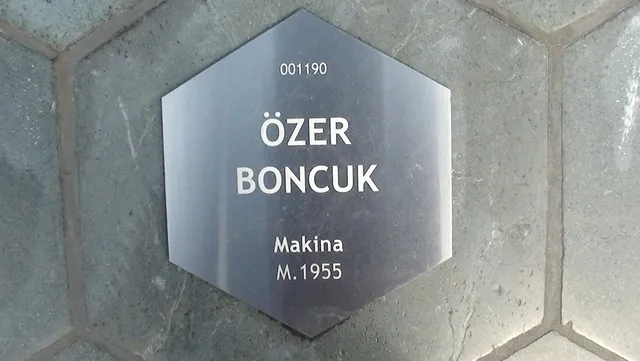 001190
ÖZER
BONCUK
Makina
M.1955